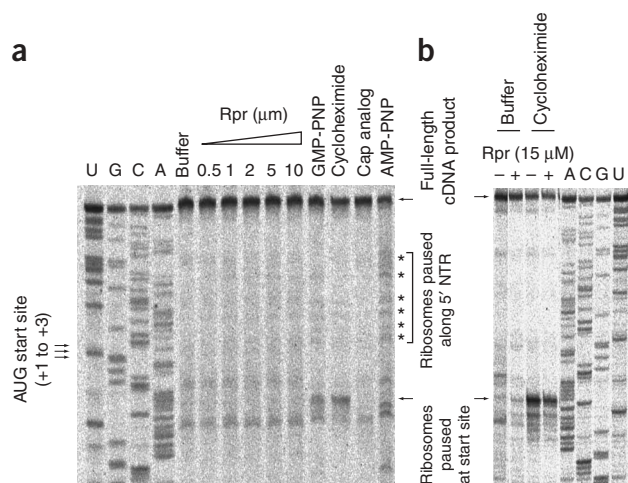 a
b
Rpr (μm)
U G C A Buffer 0.5 1 2 5 10 GMP-PNP Cycloheximide Cap analog AMP-PNP
Full-length
cDNA product
Buffer
Cycloheximide
Rpr (15 μM)
– + – + A C G U
AUG start site
(+1 to +3)
*
*
*
*
*
*
Ribosomes paused
along 5′ NTR
Ribosomes
paused
at start site